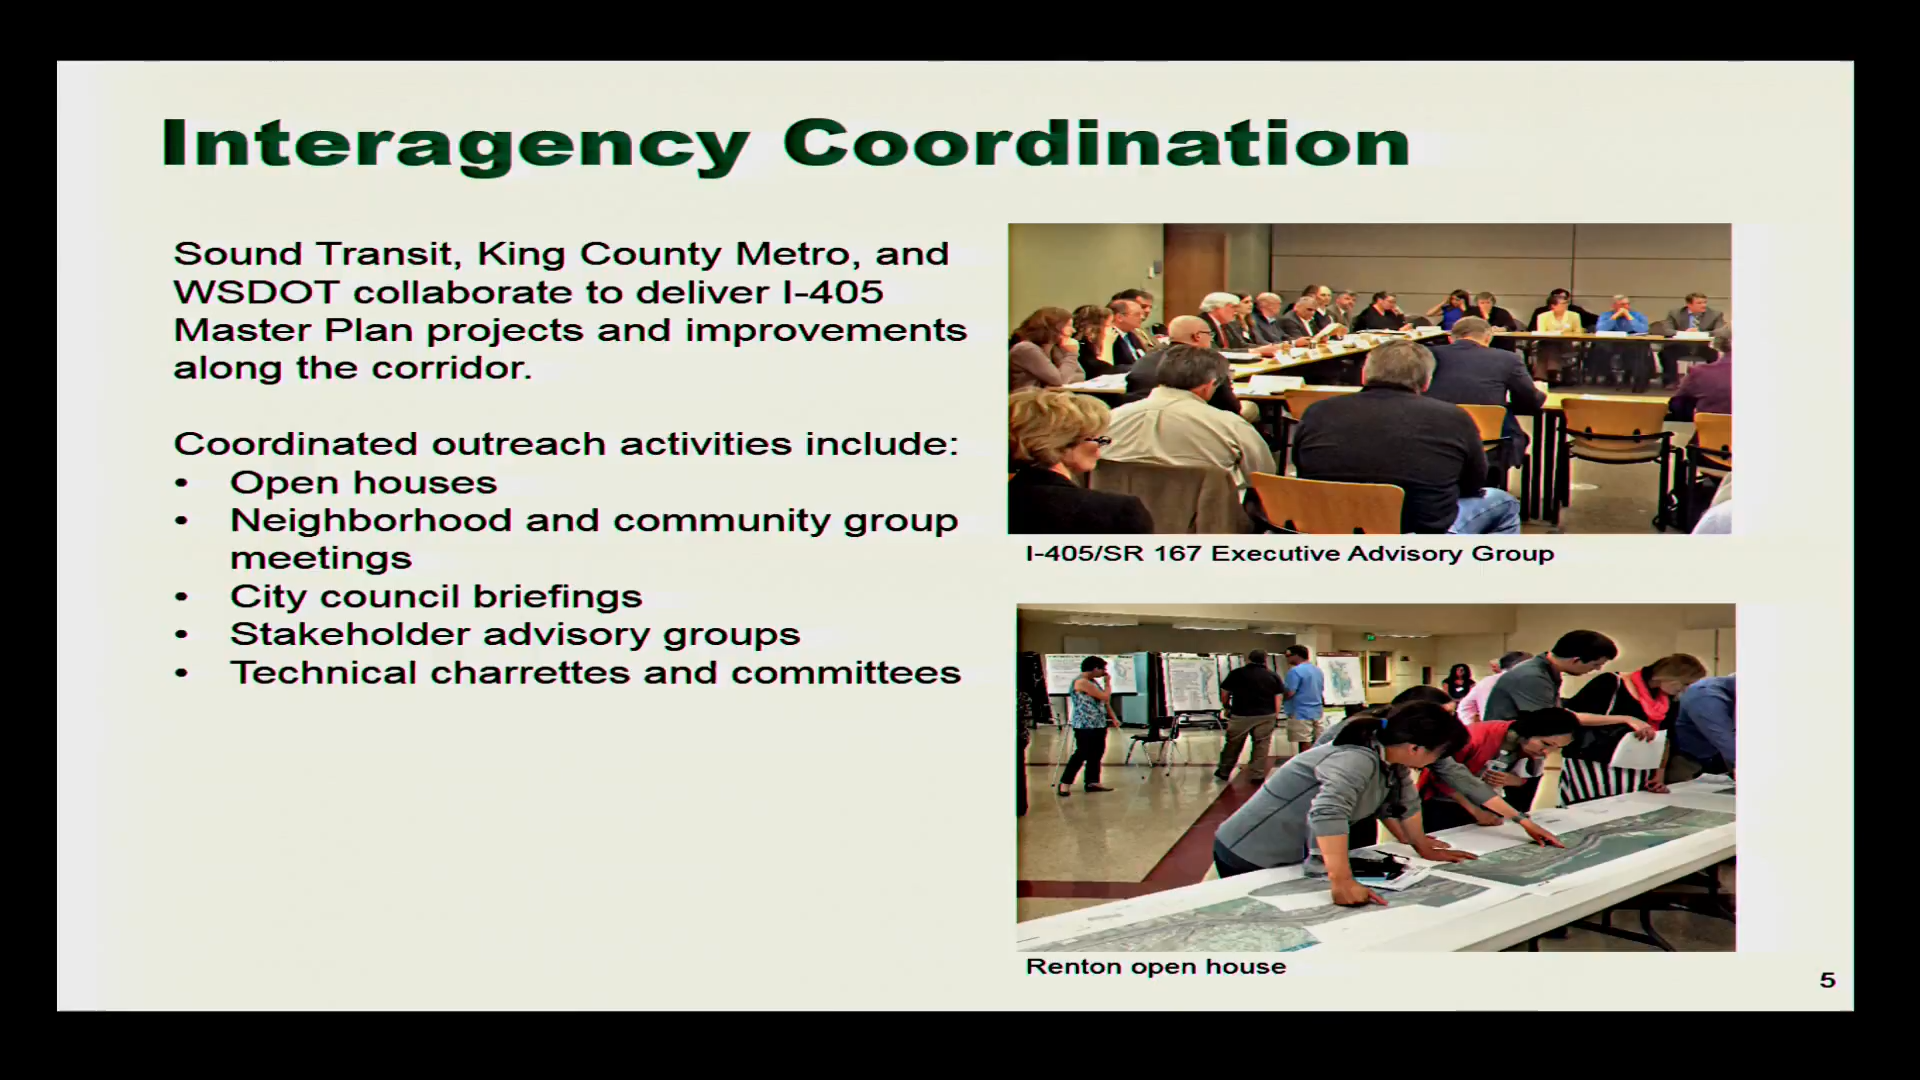 Interagency Coordination
Sound Transit, King County Metro, and
WSDOT collaborate to deliver I-405
Master Plan projects and improvements
along the corridor.
Coordinated outreach activities include:
• Open houses
• Neighborhood and community group
meetings
• City council briefings
• Stakeholder advisory groups
• Technical charrettes and committees
I-405/SR 167 Executive Advisory Group
Renton open house
5